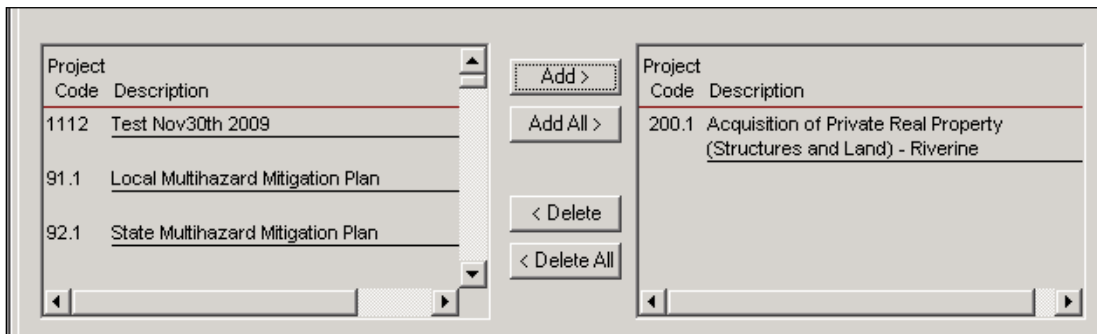 Project
Code Description
1112 Test Nov30th 2009
91.1 Local Multihazard Mitigation Plan
92.1 State Multihazard Mitigation Plan
Add >
Add All >
< Delete
< Delete All
Project
Code Description
200.1 Acquisition of Private Real Property
(Structures and Land) - Riverine